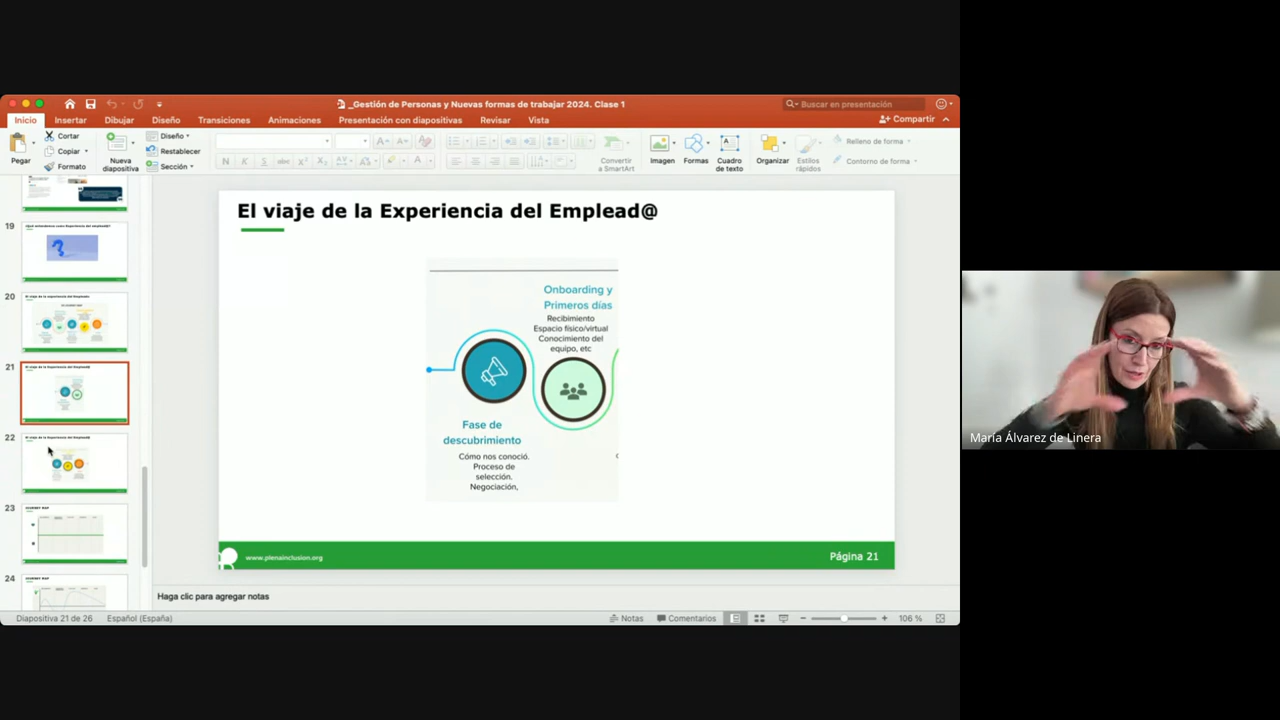 _Gestión de Personas y Nuevas formas de trabajar 2024. Clase 1
Buscar en presentación
Inicio
Insertar
Dibujar
Diseño
Transiciones
Animaciones
Presentación con diapositivas
Revisar
Vista
Compartir
Pegar
Cortar
Copiar
Formato
Nueva
diapositiva
Diseño
Restablecer
Sección
Convertir
a SmartArt
Imagen
Formas
Cuadro
de texto
Organizar
Estilos
rápidos
Relleno de forma
Contorno de forma
19
20
21
22
23
24
El viaje de la Experiencia del Emplead@
Onboarding y
Primeros días
Recibimiento
Espacio físico/virtual
Conocimiento del
equipo, etc
Fase de
descubrimiento
Cómo nos conoció.
Proceso de
selección.
Negociación,
www.plenainclusion.org
Página 21
Haga clic para agregar notas
Diapositiva 21 de 26
Español (España)
Notas
Comentarios
106 %
María Álvarez de Linera